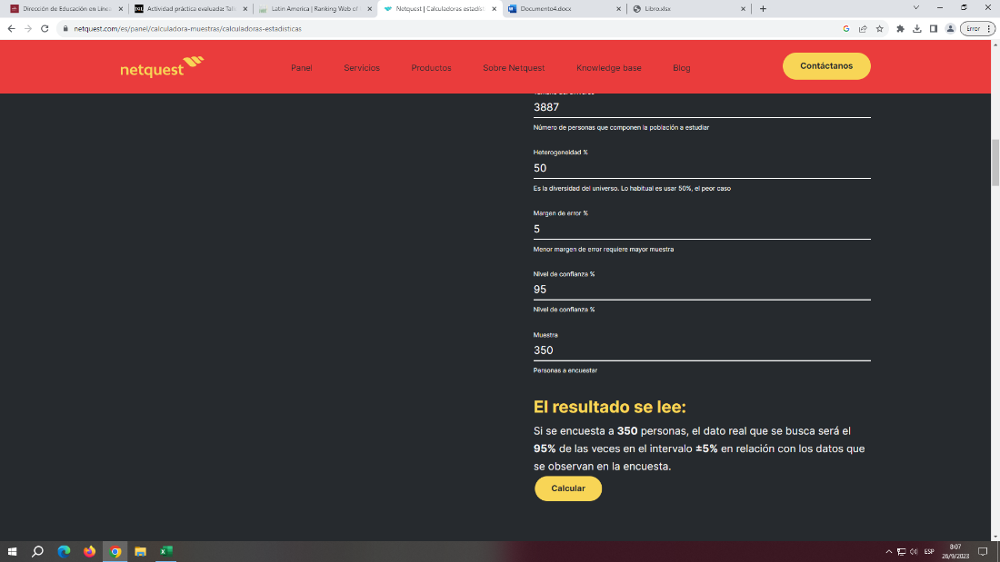 Dirección de Educación en Línea
Actividad práctica evaluada: Tall
Latin America | Ranking Web of
Netquest | Calculadoras estadíst
Documento4.docx
Libro.xlsx
netquest.com/es/panel/calculadora-muestras/calculadoras-estadisticas
Error
netquest
Panel
Servicios
Productos
Sobre Netquest
Knowledge base
Blog
Contáctanos
3887
Número de personas que componen la población a estudiar
Heterogeneidad %
50
Es la diversidad del universo. Lo habitual es usar 50%, el peor caso
Margen de error %
5
Menor margen de error requiere mayor muestra
Nivel de confianza %
95
Nivel de confianza %
Muestra
350
Personas a encuestar
El resultado se lee:
Si se encuesta a 350 personas, el dato real que se busca será el
95% de las veces en el intervalo ±5% en relación con los datos que
se observan en la encuesta.
Calcular
ESP
8:07
26/9/2023